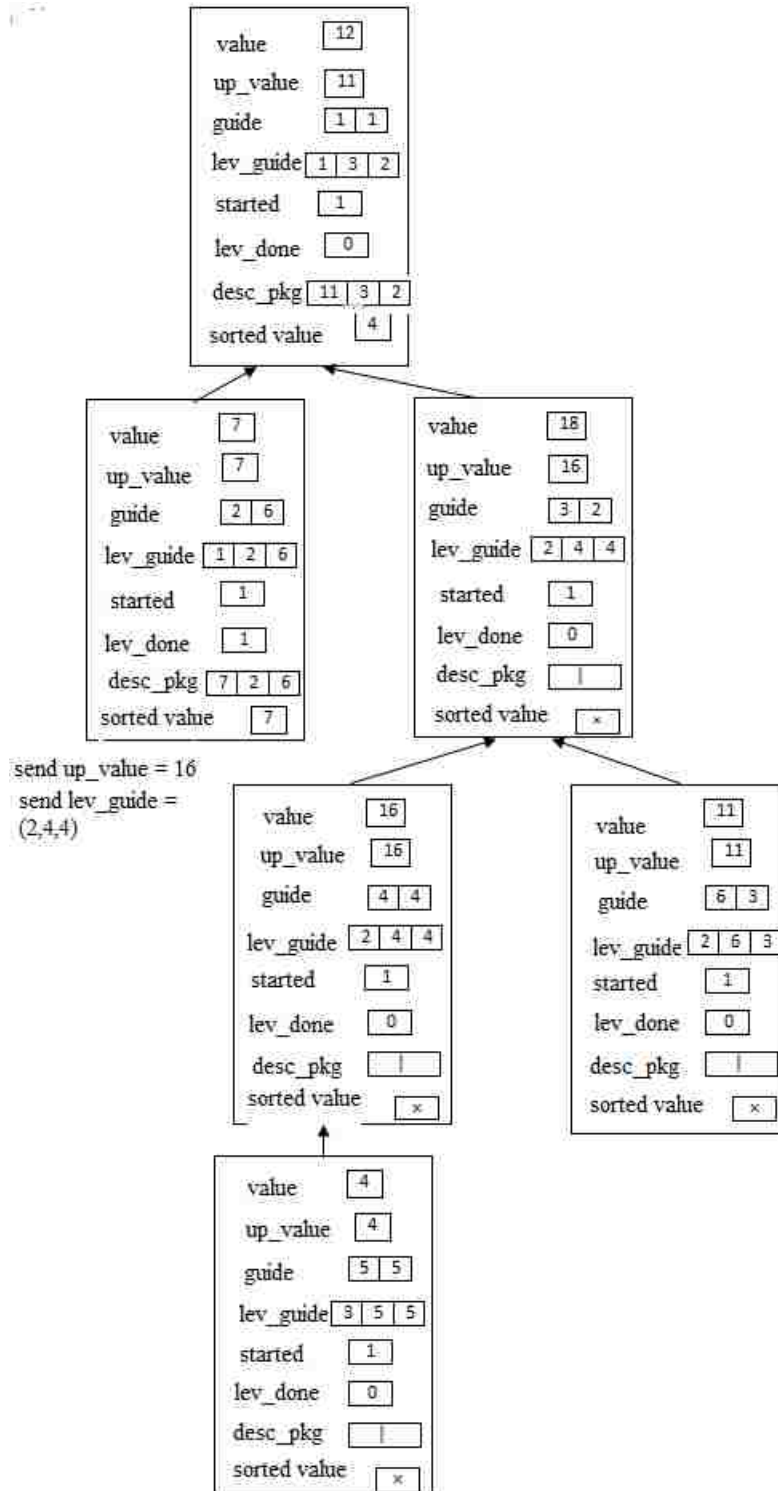 value 12
up_value 11
guide 1 1
lev_guide 1 3 2
started 1
lev_done 0
desc_pkg 11 3 2
sorted value 4
value 7
up_value 7
guide 2 6
lev_guide 1 2 6
started 1
lev_done 1
desc_pkg 7 2 6
sorted value 7
value 18
up_value 16
guide 3 2
lev_guide 2 4 4
started 1
lev_done 0
desc_pkg |
sorted value ×
send up_value = 16
send lev_guide =
(2,4,4)
value 16
up_value 16
guide 4 4
lev_guide 2 4 4
started 1
lev_done 0
desc_pkg |
sorted value ×
value 11
up_value 11
guide 6 3
lev_guide 2 6 3
started 1
lev_done 0
desc_pkg |
sorted value ×
value 4
up_value 4
guide 5 5
lev_guide 3 5 5
started 1
lev_done 0
desc_pkg |
sorted value ×